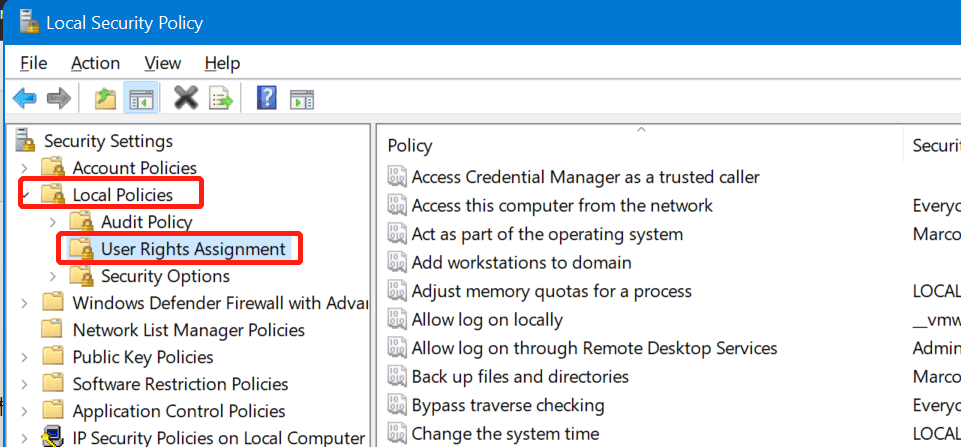 Local Security Policy
File Action View Help
Security Settings
Account Policies
Local Policies
Audit Policy
User Rights Assignment
Security Options
Windows Defender Firewall with Advan
Network List Manager Policies
Public Key Policies
Software Restriction Policies
Application Control Policies
IP Security Policies on Local Computer
Policy Securi
Access Credential Manager as a trusted caller
Access this computer from the network Everyo
Act as part of the operating system Marco
Add workstations to domain
Adjust memory quotas for a process LOCAL
Allow log on locally __vmw
Allow log on through Remote Desktop Services Admin
Back up files and directories Marco
Bypass traverse checking Everyo
Change the system time LOCAL